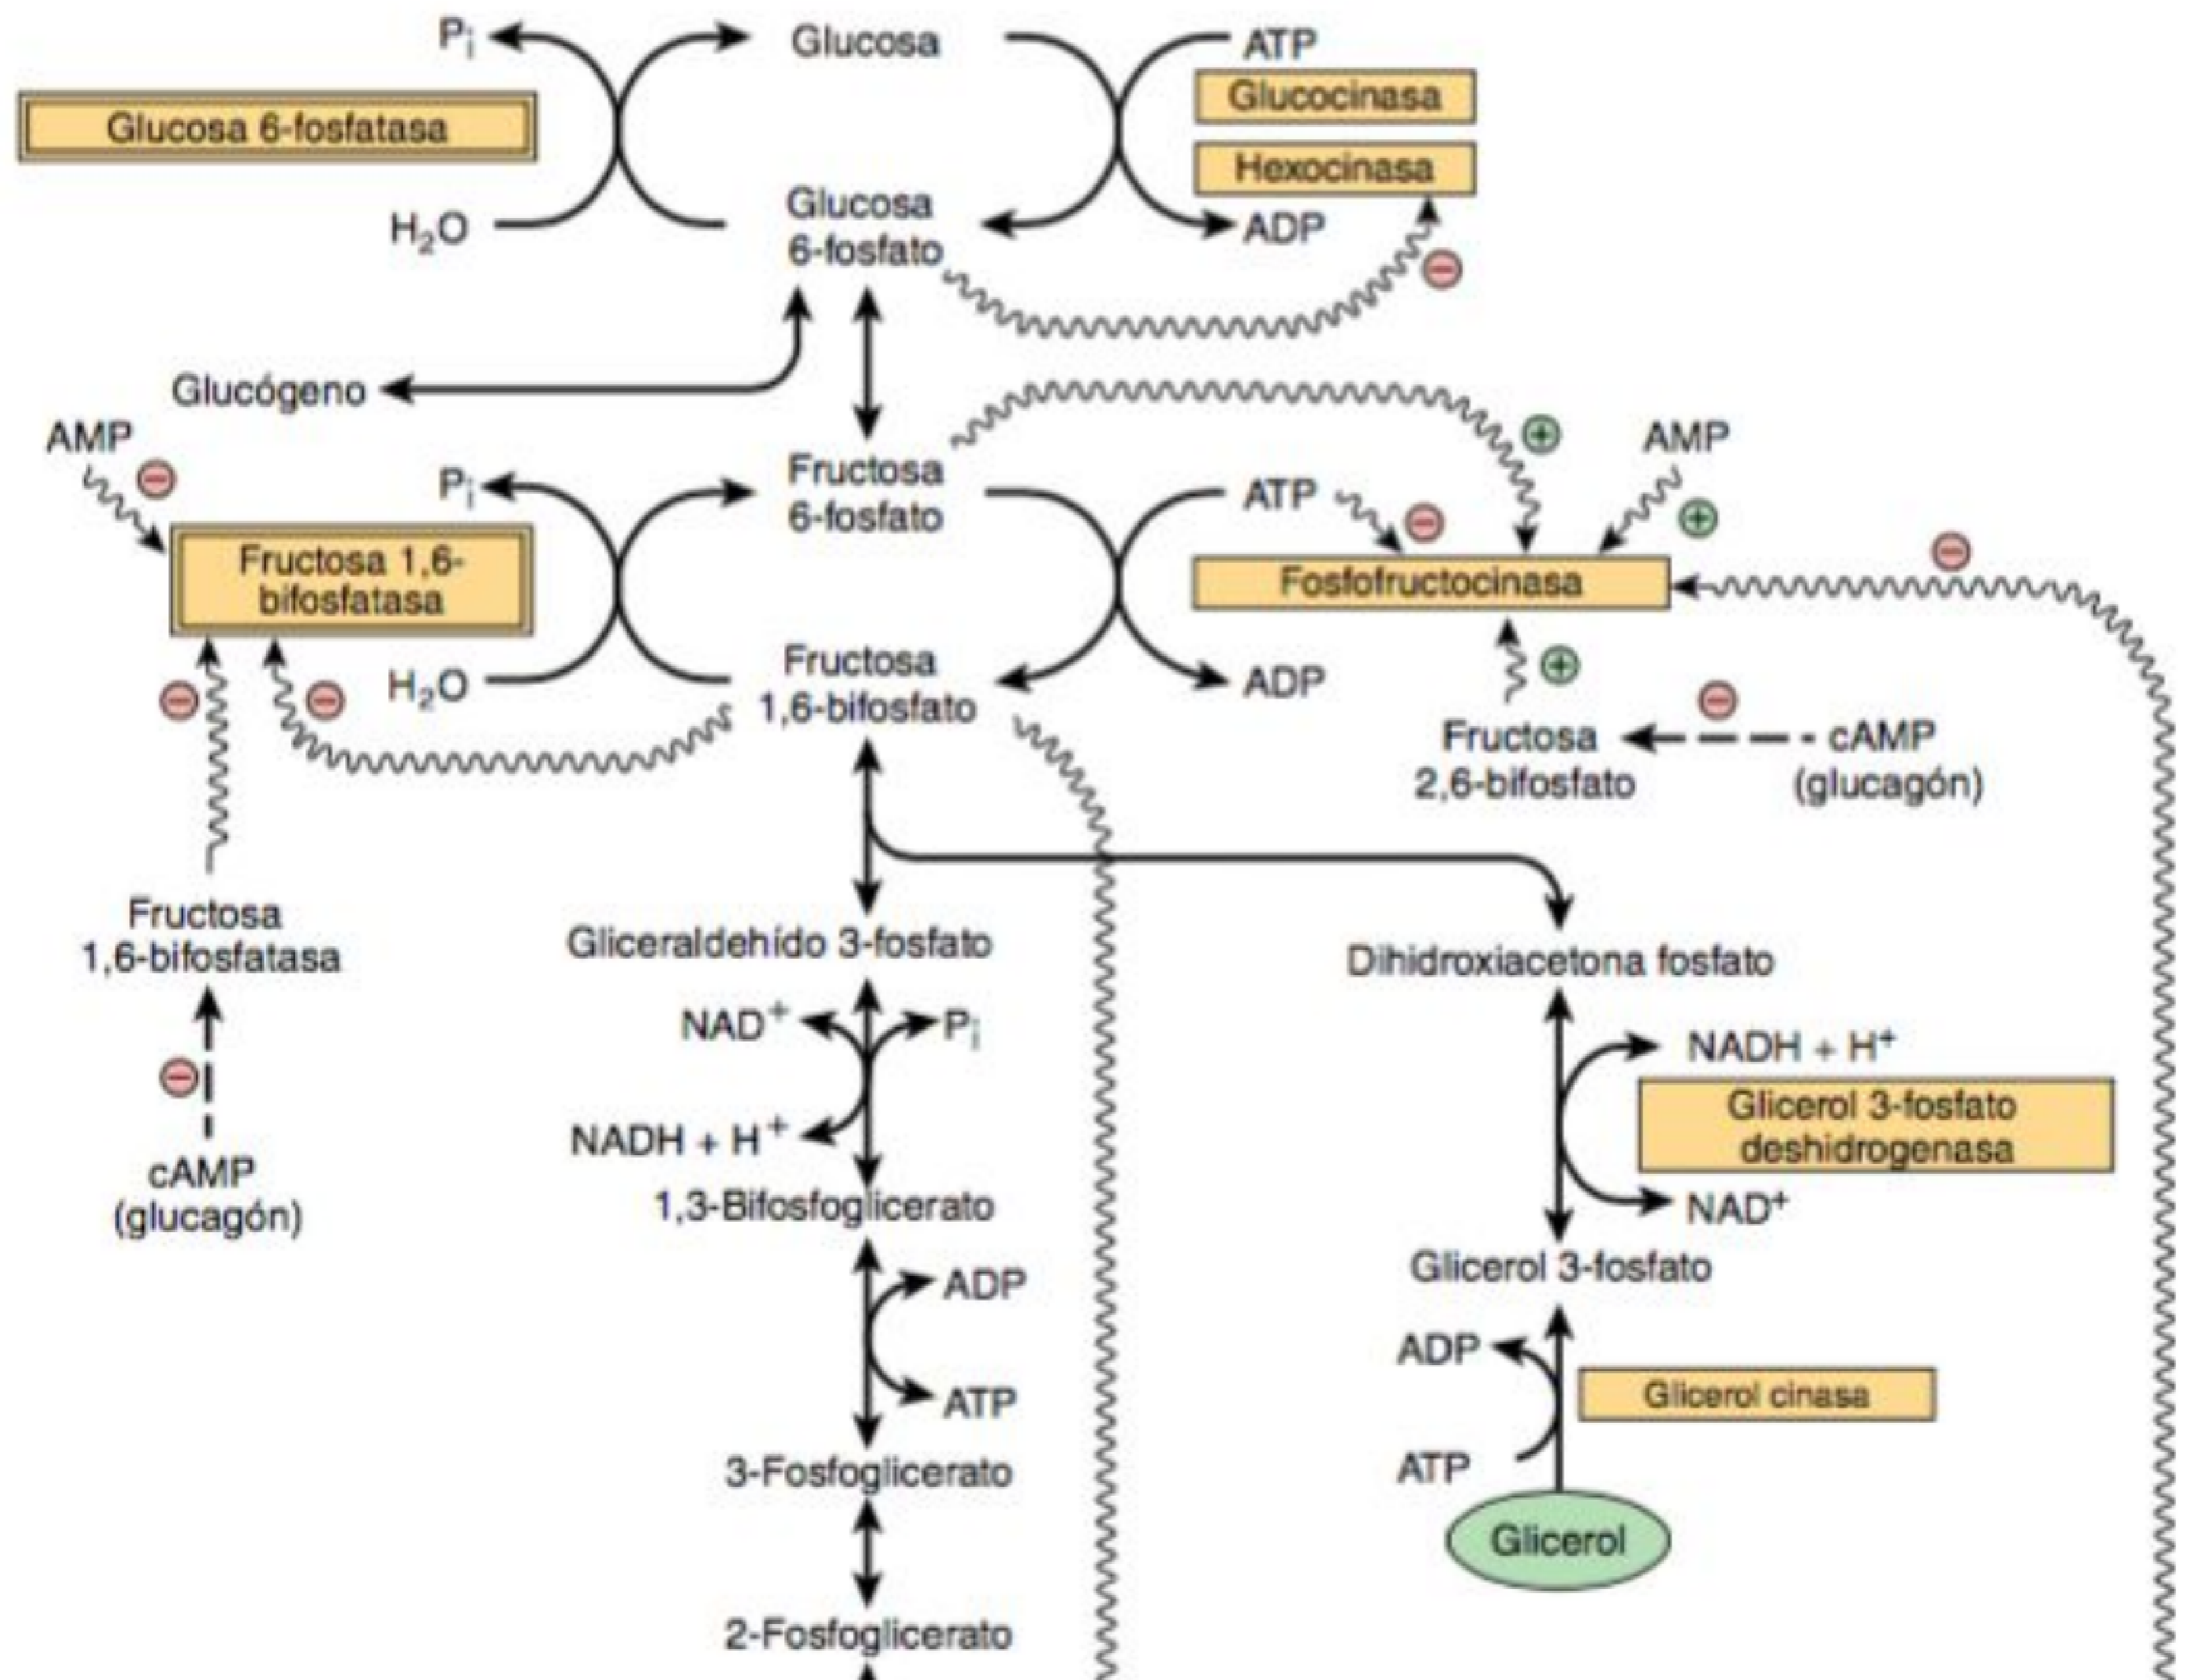 Pi
Glucosa
ATP
Glucocinasa
Glucosa 6-fosfatasa
Hexocinasa
H2O
Glucosa
6-fosfato
ADP
−
Glucógeno
AMP
−
+
AMP
Pi
Fructosa
6-fosfato
ATP
−
+
−
Fructosa 1,6-
bifosfatasa
Fosfofructocinasa
−
−
H2O
Fructosa
1,6-bifosfato
ADP
+
−
Fructosa
2,6-bifosfato
cAMP
(glucagón)
Fructosa
1,6-bifosfatasa
Gliceraldehído 3-fosfato
Dihidroxiacetona fosfato
NAD+
Pi
NADH + H+
−
Glicerol 3-fosfato
deshidrogenasa
NADH + H+
cAMP
(glucagón)
1,3-Bifosfoglicerato
NAD+
Glicerol 3-fosfato
ADP
ADP
Glicerol cinasa
ATP
ATP
3-Fosfoglicerato
Glicerol
2-Fosfoglicerato